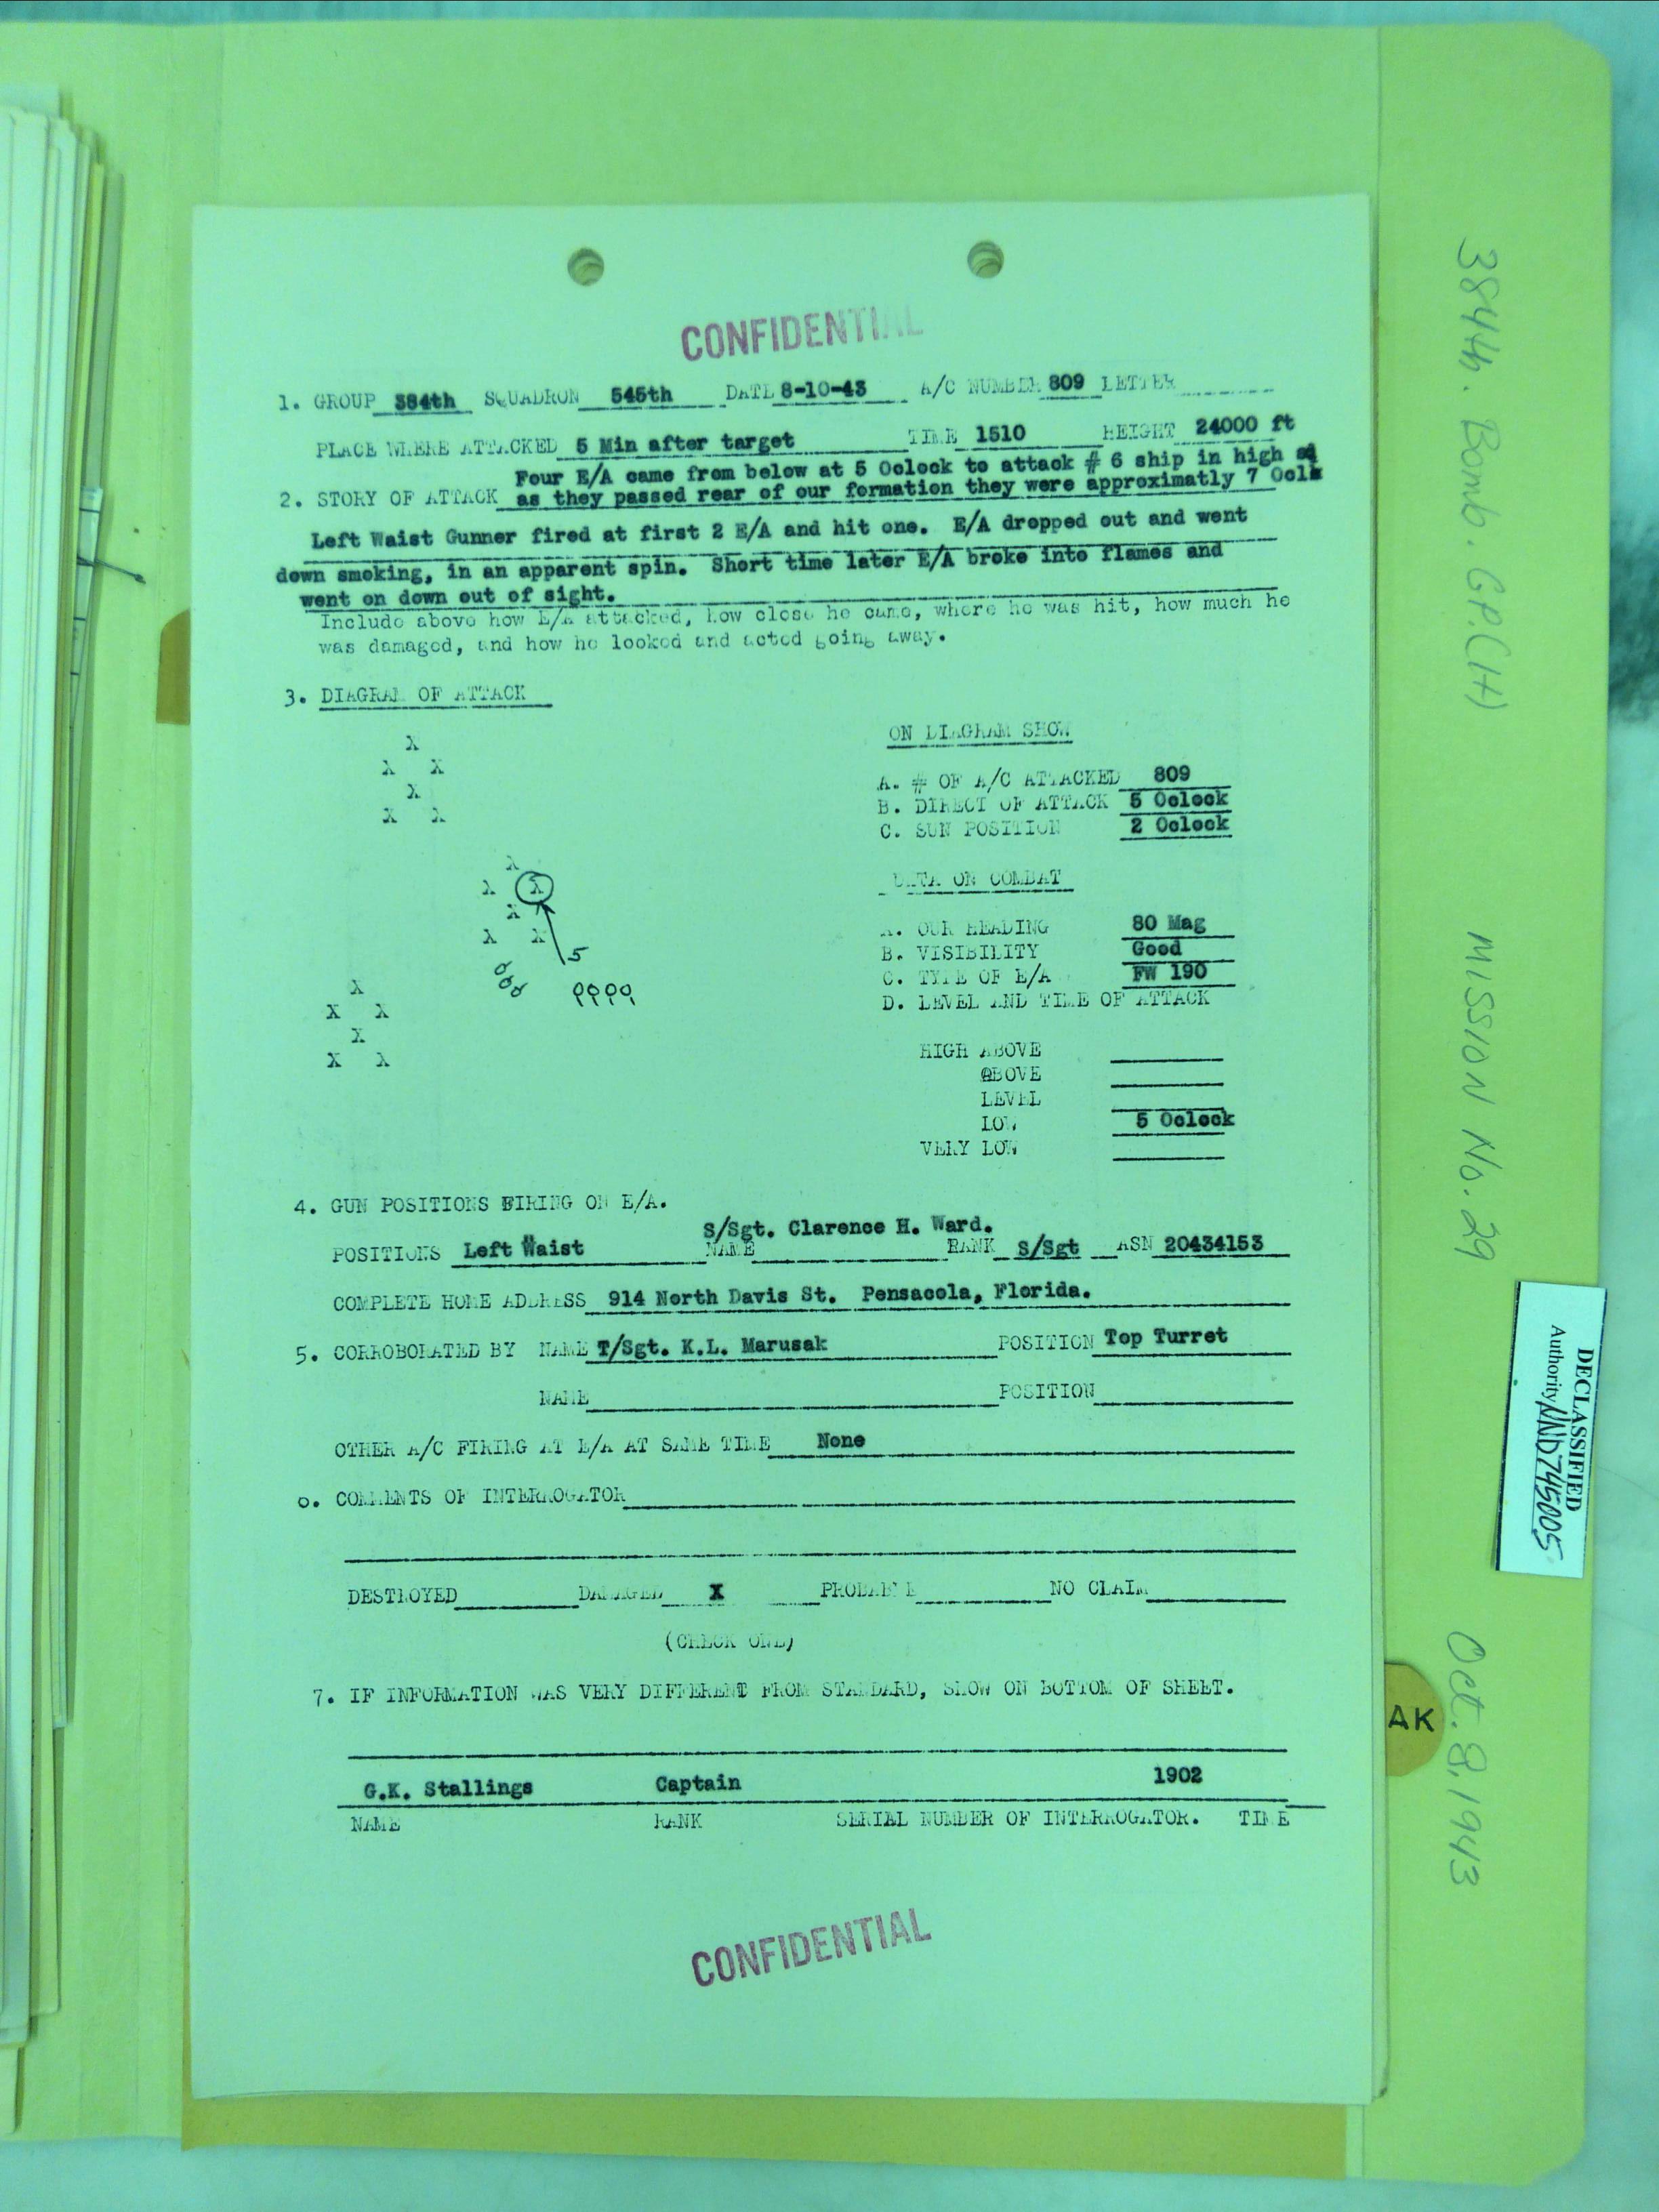 CONFIDENTIAL
1. GROUP 384th SQUADRON 545th DATE 8-10-43 A/C NUMBER 809 LETTER
PLACE WHERE ATTACKED 5 Min after target TIME 1510 HEIGHT 24000 ft
Four E/A came from below at 5 Oclock to attack # 6 ship in high sq
2. STORY OF ATTACK as they passed rear of our formation they were approximatly 7 Oclk
Left Waist Gunner fired at first 2 E/A and hit one. E/A dropped out and went
down smoking, in an apparent spin. Short time later E/A broke into flames and
went on down out of sight.
Include above how E/A attacked, how close he came, where he was hit, how much he
was damaged, and how he looked and acted going away.
3. DIAGRAM OF ATTACK
X
X X
X
X X
X
X X
X
X X
5
X
X X
X
X X
ON DIAGRAM SHOW
A. # OF A/C ATTACKED 809
B. DIRECT OF ATTACK 5 Oclock
C. SUN POSITION 2 Oclock
DATA ON COMBAT
A. OUR HEADING 80 Mag
B. VISIBILITY Good
C. TYPE OF E/A FW 190
D. LEVEL AND TIME OF ATTACK
HIGH ABOVE
ABOVE
LEVEL
LOW 5 Oclock
VERY LOW
4. GUN POSITIONS FIRING ON E/A.
S/Sgt. Clarence H. Ward.
POSITIONS Left Waist NAME RANK S/Sgt ASN 20434153
COMPLETE HOME ADDRESS 914 North Davis St. Pensacola, Florida.
5. CORROBORATED BY NAME T/Sgt. K.L. Marusak POSITION Top Turret
NAME POSITION
OTHER A/C FIRING AT E/A AT SAME TIME None
6. COMMENTS OF INTERROGATOR
DESTROYED DAMAGED X PROBABLE NO CLAIM
(CHECK ONE)
7. IF INFORMATION WAS VERY DIFFERENT FROM STANDARD, SHOW ON BOTTOM OF SHEET.
G.K. Stallings Captain 1902
NAME RANK SERIAL NUMBER OF INTERROGATOR. TIME
CONFIDENTIAL
384th. Bomb. GP.(H) MISSION No. 29 Oct. 8, 1943
DECLASSIFIED
Authority NND745005
AK